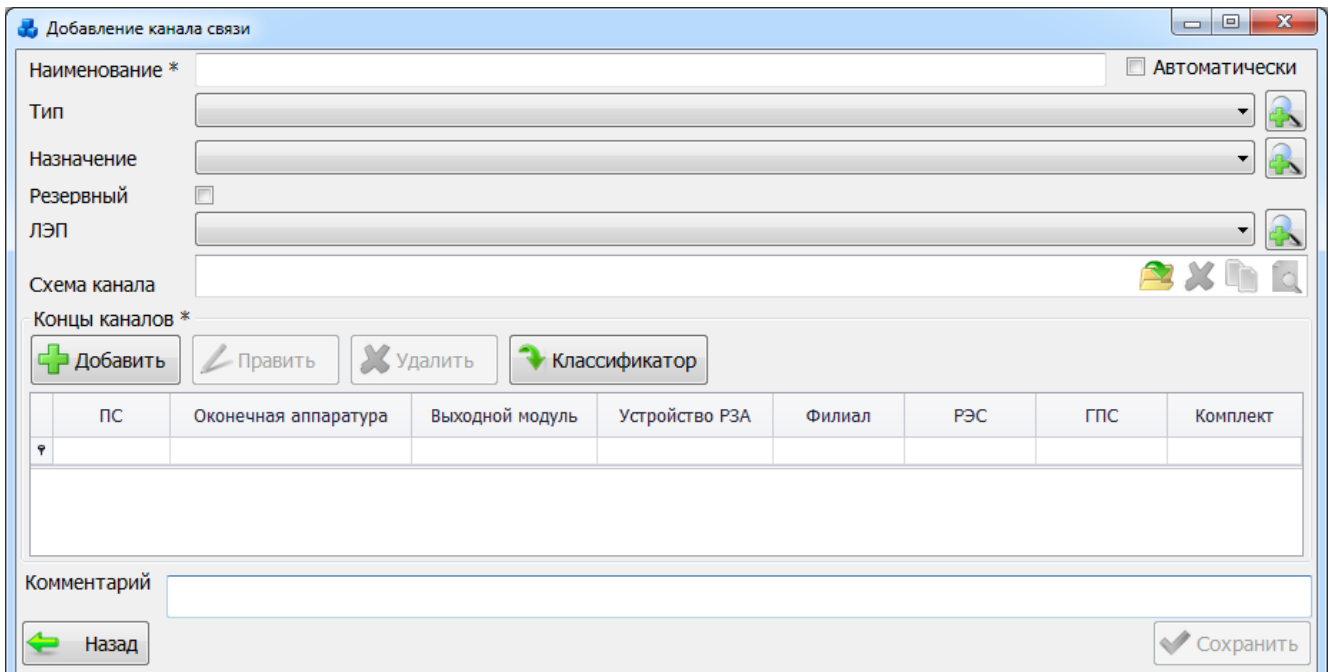 Добавление канала связи
Наименование *
Автоматически
Тип
Назначение
Резервный
ЛЭП
Схема канала
Концы каналов *
Добавить Править Удалить Классификатор
ПС Оконечная аппаратура Выходной модуль Устройство РЗА Филиал РЭС ГПС Комплект
Комментарий
Назад Сохранить